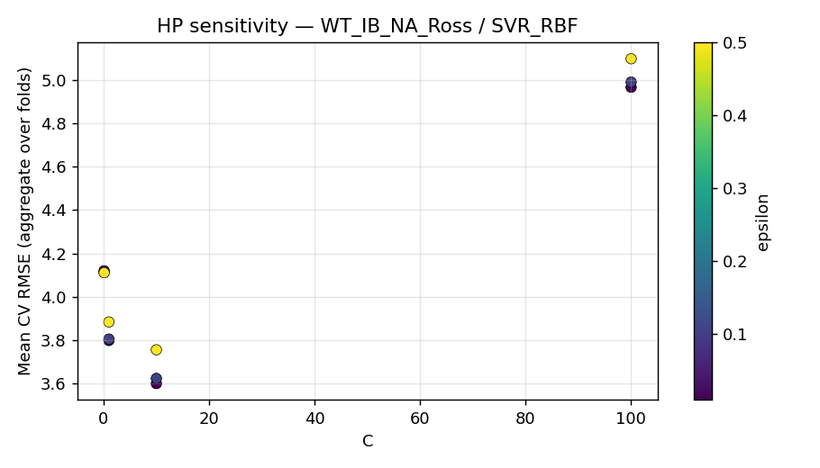 HP sensitivity — WT_IB_NA_Ross / SVR_RBF
Mean CV RMSE (aggregate over folds)
5.0
4.8
4.6
4.4
4.2
4.0
3.8
3.6
0 20 40 60 80 100
C
0.5
0.4
0.3
0.2
0.1
epsilon